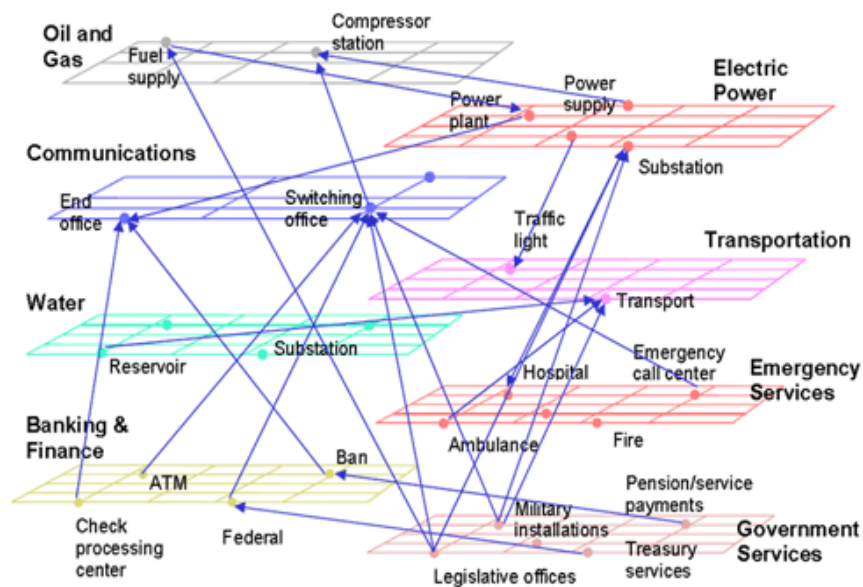 Oil and
Gas
Fuel
supply
Compressor
station
Power
plant
Power
supply
Electric
Power
Substation
Communications
End
office
Switching
office
Traffic
light
Transportation
Transport
Water
Reservoir
Substation
Hospital
Emergency
call center
Emergency
Services
Ambulance
Fire
Banking &
Finance
ATM
Ban
Check
processing
center
Federal
Pension/service
payments
Military
installations
Government
Services
Legislative offices
Treasury
services